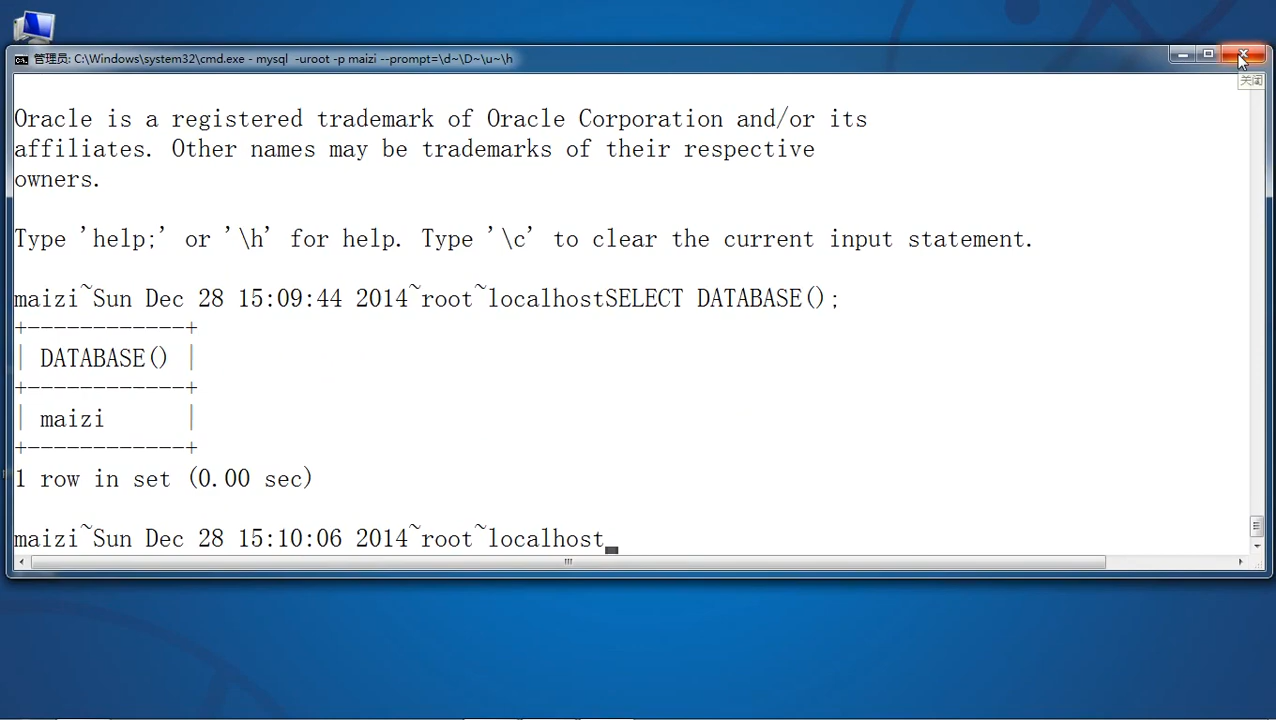 管理员: C:\Windows\system32\cmd.exe - mysql  -uroot -p maizi --prompt=\d~\D~\u~\h
关闭
Oracle is a registered trademark of Oracle Corporation and/or its
affiliates. Other names may be trademarks of their respective
owners.
Type 'help;' or '\h' for help. Type '\c' to clear the current input statement.
maizi~Sun Dec 28 15:09:44 2014~root~localhostSELECT DATABASE();
+------------+
| DATABASE() |
+------------+
| maizi      |
+------------+
1 row in set (0.00 sec)
maizi~Sun Dec 28 15:10:06 2014~root~localhost